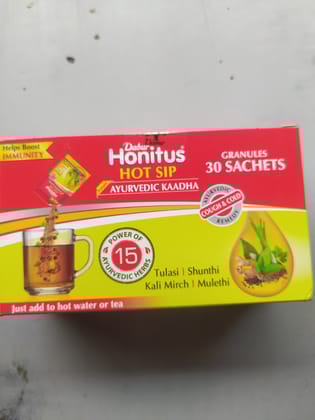 Helps Boost
IMMUNITY
Dabur
Honitus®
HOT SIP
AYURVEDIC KAADHA
GRANULES
30 SACHETS
AYURVEDIC
COUGH & COLD
REMEDY
POWER OF
15
AYURVEDIC HERBS
Tulasi | Shunthi
Kali Mirch | Mulethi
Just add to hot water or tea